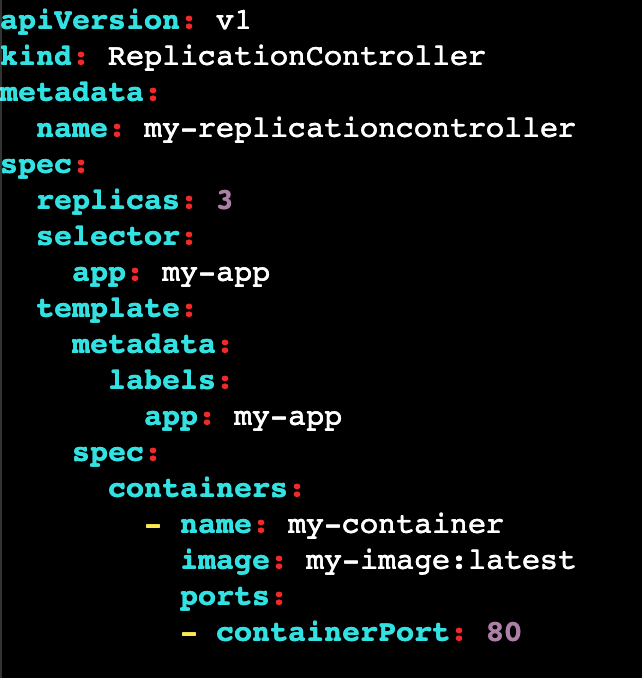 apiVersion: v1
kind: ReplicationController
metadata:
  name: my-replicationcontroller
spec:
  replicas: 3
  selector:
    app: my-app
  template:
    metadata:
      labels:
        app: my-app
    spec:
      containers:
        - name: my-container
          image: my-image:latest
          ports:
          - containerPort: 80